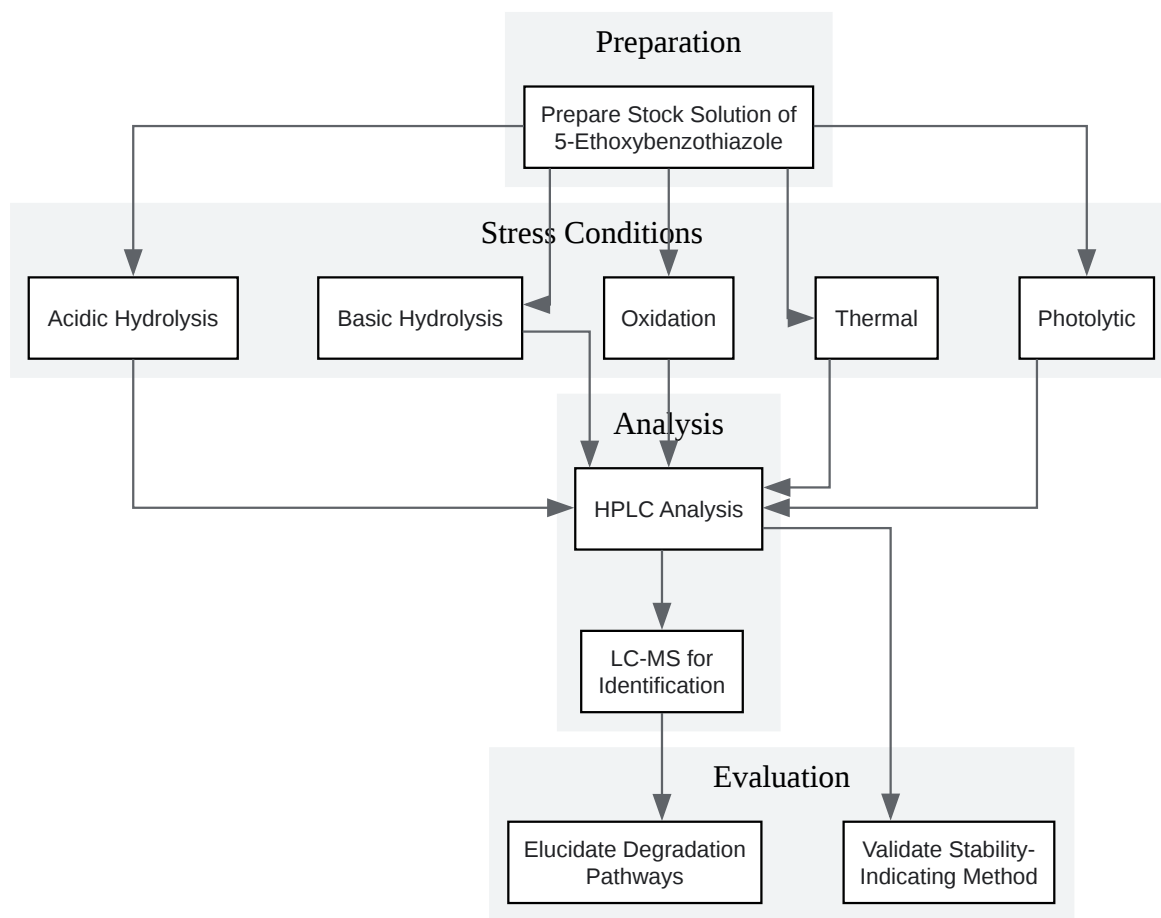 Preparation
Prepare Stock Solution of
5-Ethoxybenzothiazole
Stress Conditions
Acidic Hydrolysis
Basic Hydrolysis
Oxidation
Thermal
Photolytic
Analysis
HPLC Analysis
LC-MS for
Identification
Evaluation
Elucidate Degradation
Pathways
Validate Stability-
Indicating Method